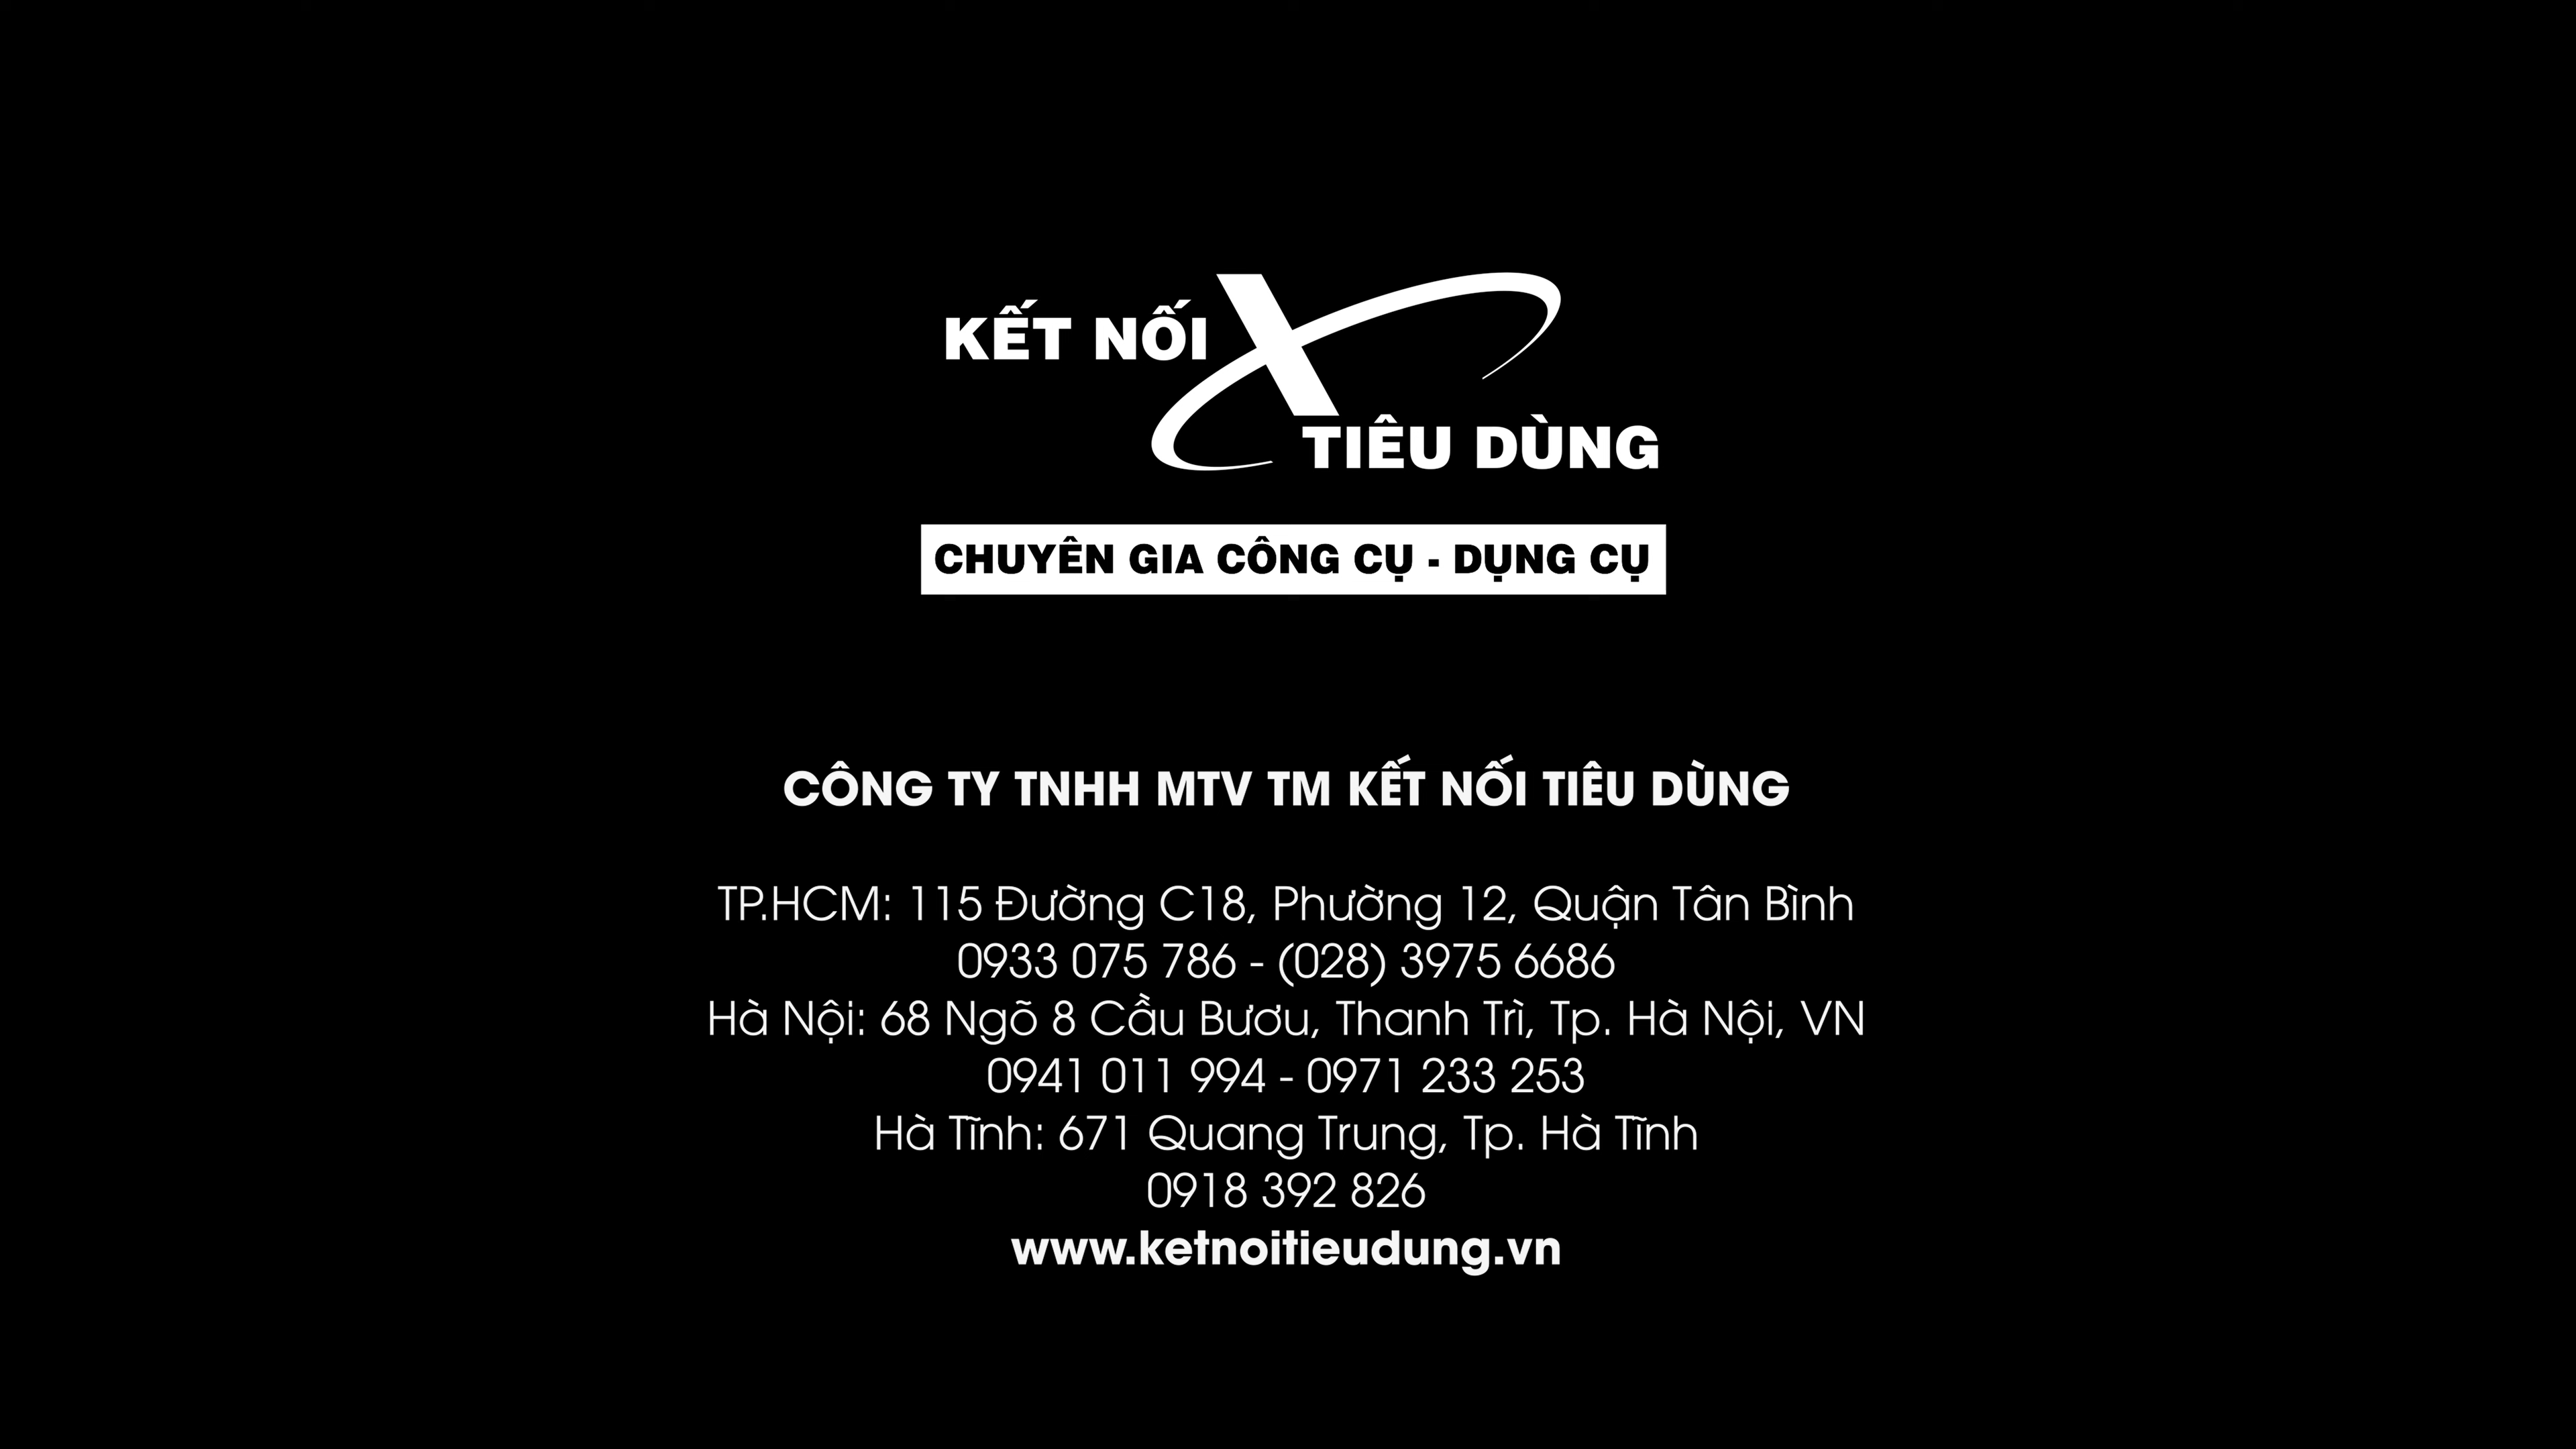 KẾT NỐI
TIÊU DÙNG
CHUYÊN GIA CÔNG CỤ - DỤNG CỤ
CÔNG TY TNHH MTV TM KẾT NỐI TIÊU DÙNG
TP.HCM: 115 Đường C18, Phường 12, Quận Tân Bình
0933 075 786 - (028) 3975 6686
Hà Nội: 68 Ngõ 8 Cầu Bươu, Thanh Trì, Tp. Hà Nội, VN
0941 011 994 - 0971 233 253
Hà Tĩnh: 671 Quang Trung, Tp. Hà Tĩnh
0918 392 826
www.ketnoitieudung.vn